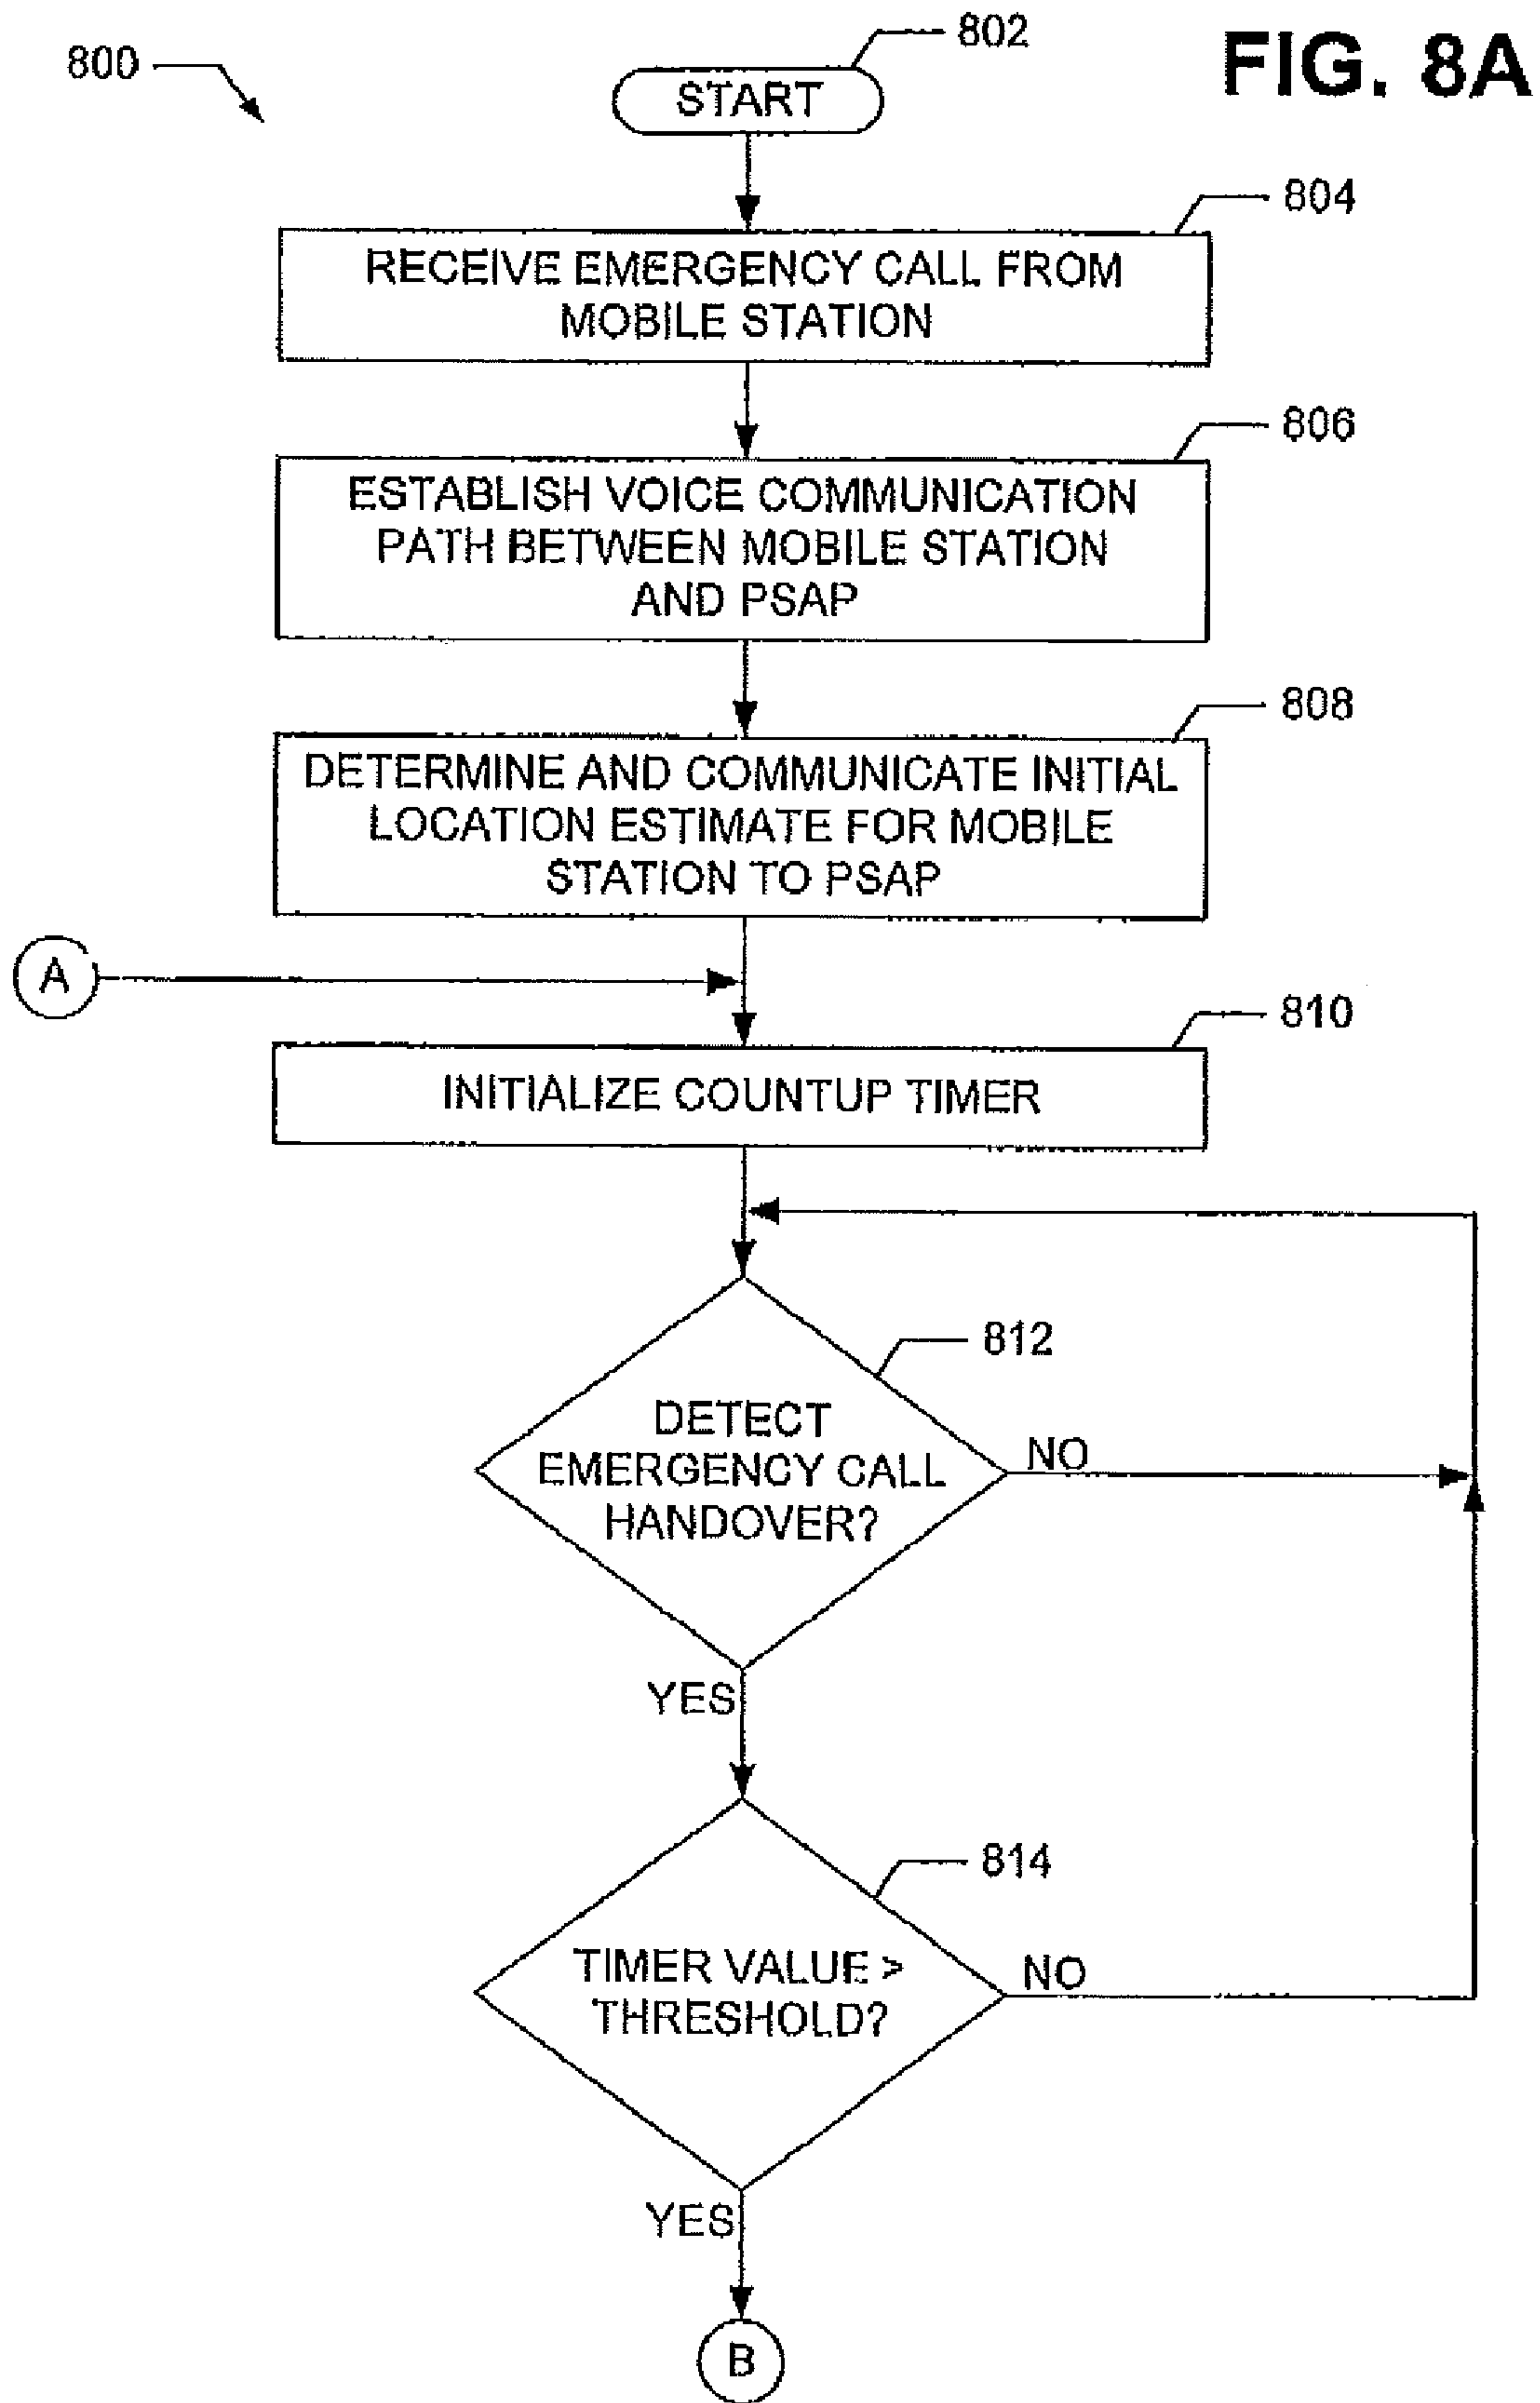 FIG. 8A
800
802
START
804
RECEIVE EMERGENCY CALL FROM
MOBILE STATION
806
ESTABLISH VOICE COMMUNICATION
PATH BETWEEN MOBILE STATION
AND PSAP
808
DETERMINE AND COMMUNICATE INITIAL
LOCATION ESTIMATE FOR MOBILE
STATION TO PSAP
A
810
INITIALIZE COUNTUP TIMER
812
DETECT
EMERGENCY CALL
HANDOVER?
NO
YES
814
TIMER VALUE >
THRESHOLD?
NO
YES
B